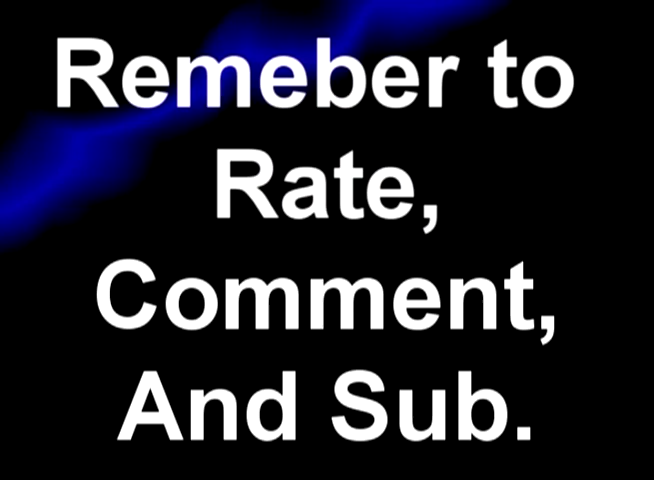 Remeber to
Rate,
Comment,
And Sub.